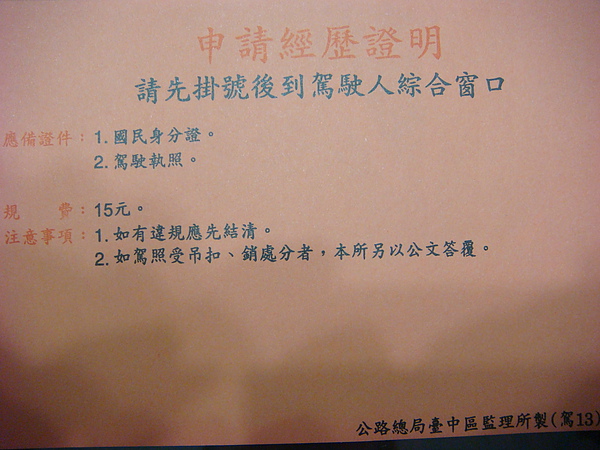 申請經歷證明
請先掛號後到駕駛人綜合窗口
應備證件：1. 國民身分證。
2. 駕駛執照。
規　　費：15元。
注意事項：1. 如有違規應先結清。
2. 如駕照受吊扣、銷處分者，本所另以公文答覆。
公路總局臺中區監理所製(駕13)